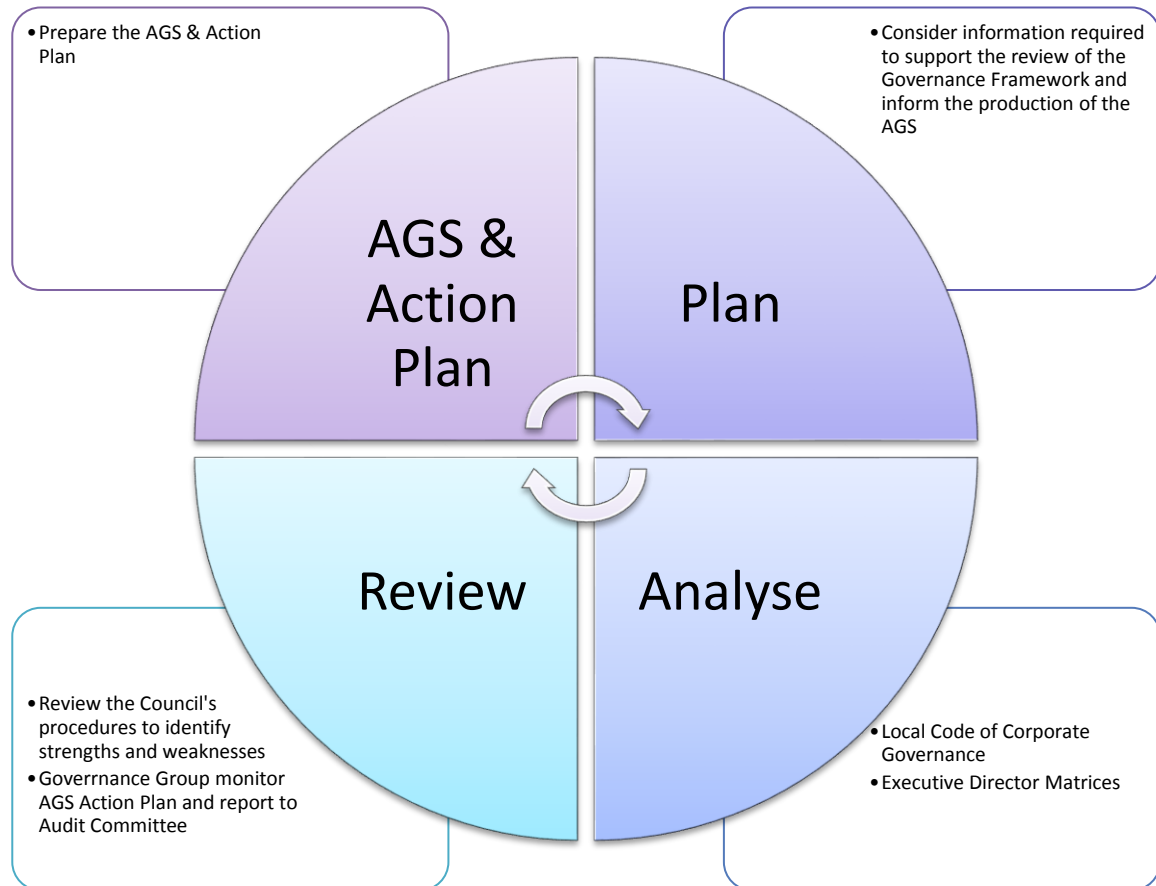 •Prepare the AGS & Action
Plan
•Consider information required
to support the review of the
Governance Framework and
inform the production of the
AGS
AGS &
Action
Plan
Plan
Review
Analyse
•Review the Council's
procedures to identify
strengths and weaknesses
•Goverrnance Group monitor
AGS Action Plan and report to
Audit Committee
•Local Code of Corporate
Governance
•Executive Director Matrices